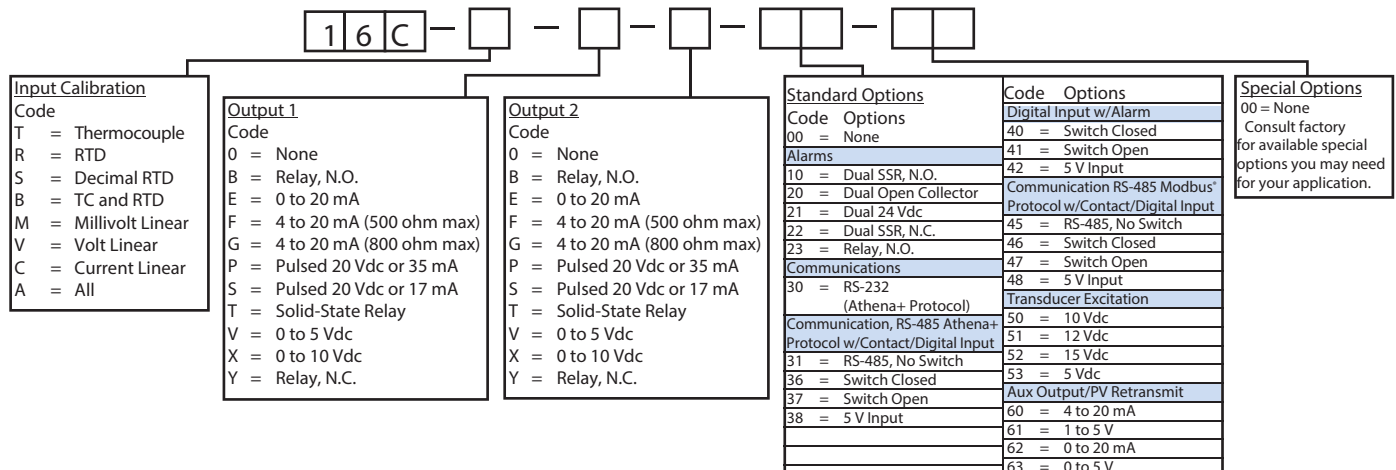 16C – – – – –
Input Calibration
Code
T = Thermocouple
R = RTD
S = Decimal RTD
B = TC and RTD
M = Millivolt Linear
V = Volt Linear
C = Current Linear
A = All
Output 1
Code
0 = None
B = Relay, N.O.
E = 0 to 20 mA
F = 4 to 20 mA (500 ohm max)
G = 4 to 20 mA (800 ohm max)
P = Pulsed 20 Vdc or 35 mA
S = Pulsed 20 Vdc or 17 mA
T = Solid-State Relay
V = 0 to 5 Vdc
X = 0 to 10 Vdc
Y = Relay, N.C.
Output 2
Code
0 = None
B = Relay, N.O.
E = 0 to 20 mA
F = 4 to 20 mA (500 ohm max)
G = 4 to 20 mA (800 ohm max)
P = Pulsed 20 Vdc or 35 mA
S = Pulsed 20 Vdc or 17 mA
T = Solid-State Relay
V = 0 to 5 Vdc
X = 0 to 10 Vdc
Y = Relay, N.C.
Standard Options
Code Options
00 = None
Alarms
10 = Dual SSR, N.O.
20 = Dual Open Collector
21 = Dual 24 Vdc
22 = Dual SSR, N.C.
23 = Relay, N.O.
Communications
30 = RS-232
(Athena+ Protocol)
Communication, RS-485 Athena+
Protocol w/Contact/Digital Input
31 = RS-485, No Switch
36 = Switch Closed
37 = Switch Open
38 = 5 V Input
Code Options
Digital Input w/Alarm
40 = Switch Closed
41 = Switch Open
42 = 5 V Input
Communication RS-485 Modbus®
Protocol w/Contact/Digital Input
45 = RS-485, No Switch
46 = Switch Closed
47 = Switch Open
48 = 5 V Input
Transducer Excitation
50 = 10 Vdc
51 = 12 Vdc
52 = 15 Vdc
53 = 5 Vdc
Aux Output/PV Retransmit
60 = 4 to 20 mA
61 = 1 to 5 V
62 = 0 to 20 mA
63 = 0 to 5 V
Special Options
00 = None
Consult factory
for available special
options you may need
for your application.